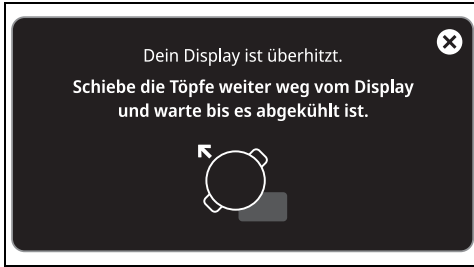 Dein Display ist überhitzt.
Schiebe die Töpfe weiter weg vom Display
und warte bis es abgekühlt ist.